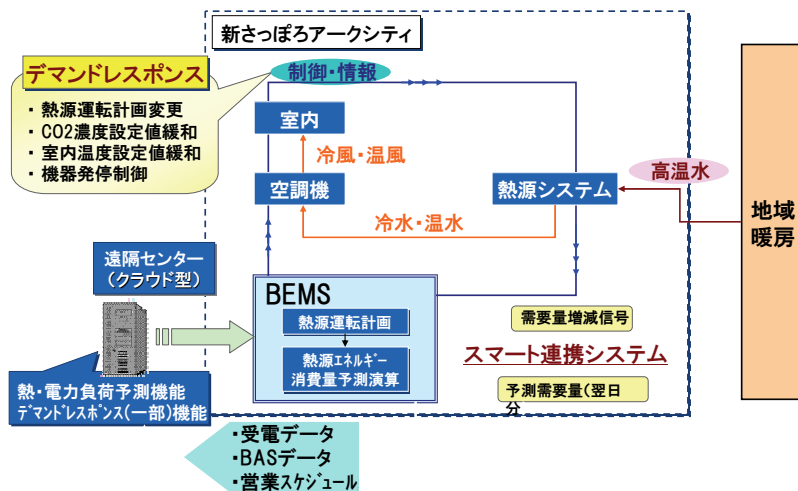 新さっぽろアークシティ
デマンドレスポンス
・熱源運転計画変更
・CO2濃度設定値緩和
・室内温度設定値緩和
・機器発停制御
制御・情報
室内
冷風・温風
空調機
熱源システム
冷水・温水
高温水
地域
暖房
遠隔センター
（クラウド型）
BEMS
熱源運転計画
熱源ｴﾈﾙｷﾞｰ
消費量予測演算
需要量増減信号
スマート連携システム
予測需要量(翌日
分
熱・電力負荷予測機能
ﾃﾞﾏﾝﾄﾞﾚｽﾎﾟﾝｽ(一部)機能
・受電データ
・BASデータ
・営業スケジュール